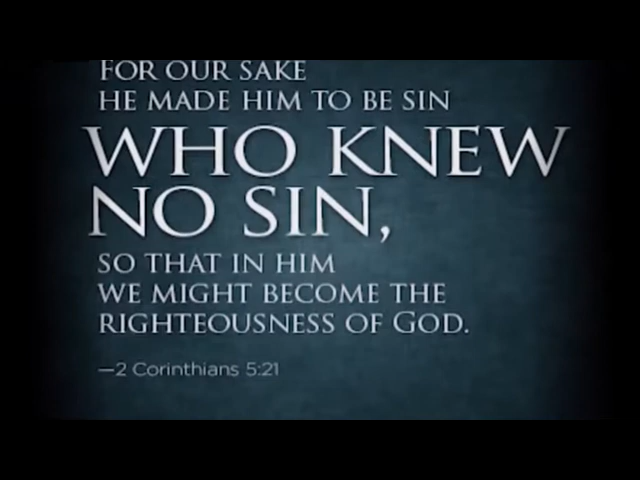 FOR OUR SAKE
HE MADE HIM TO BE SIN
WHO KNEW
NO SIN,
SO THAT IN HIM
WE MIGHT BECOME THE
RIGHTEOUSNESS OF GOD.
—2 Corinthians 5:21